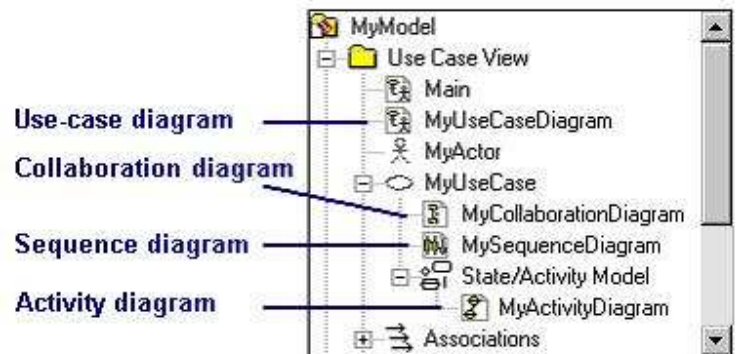 MyModel
Use Case View
Main
Use-case diagram
MyUseCaseDiagram
MyActor
Collaboration diagram
MyUseCase
MyCollaborationDiagram
Sequence diagram
MySequenceDiagram
State/Activity Model
Activity diagram
MyActivityDiagram
Associations